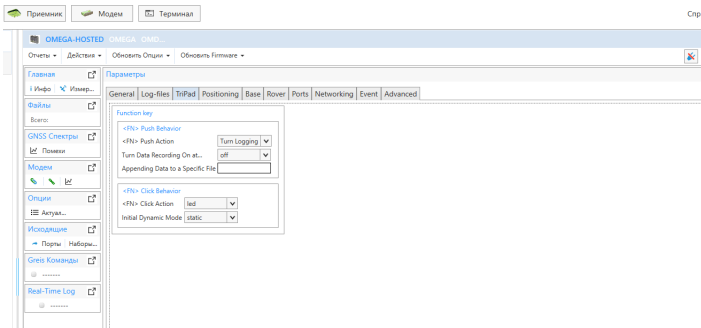 Приемник Модем Терминал Спр
OMEGA-HOSTED OMEGA OMD...
Отчеты Действия Обновить Опции Обновить Firmware
Главная
Инфо Измер...
Файлы
Всего:
GNSS Спектры
Помехи
Модем
Опции
Актуал...
Исходящие
Порты Наборы...
Greis Команды
-------
Real-Time Log
-------
Параметры
General Log-files TriPad Positioning Base Rover Ports Networking Event Advanced
Function key
<FN> Push Behavior
<FN> Push Action Turn Logging
Turn Data Recording On at... off
Appending Data to a Specific File
<FN> Click Behavior
<FN> Click Action led
Initial Dynamic Mode static